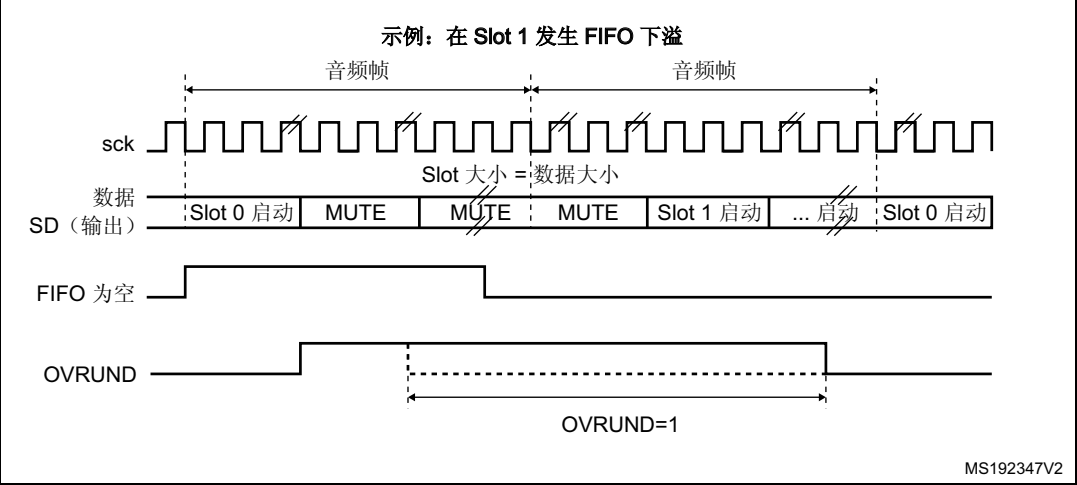 示例：在 Slot 1 发生 FIFO 下溢
音频帧 音频帧
sck
Slot 大小 = 数据大小
数据
SD（输出）
Slot 0 启动 MUTE MUTE MUTE Slot 1 启动 ... 启动 Slot 0 启动
FIFO 为空
OVRUND
OVRUND=1
MS192347V2